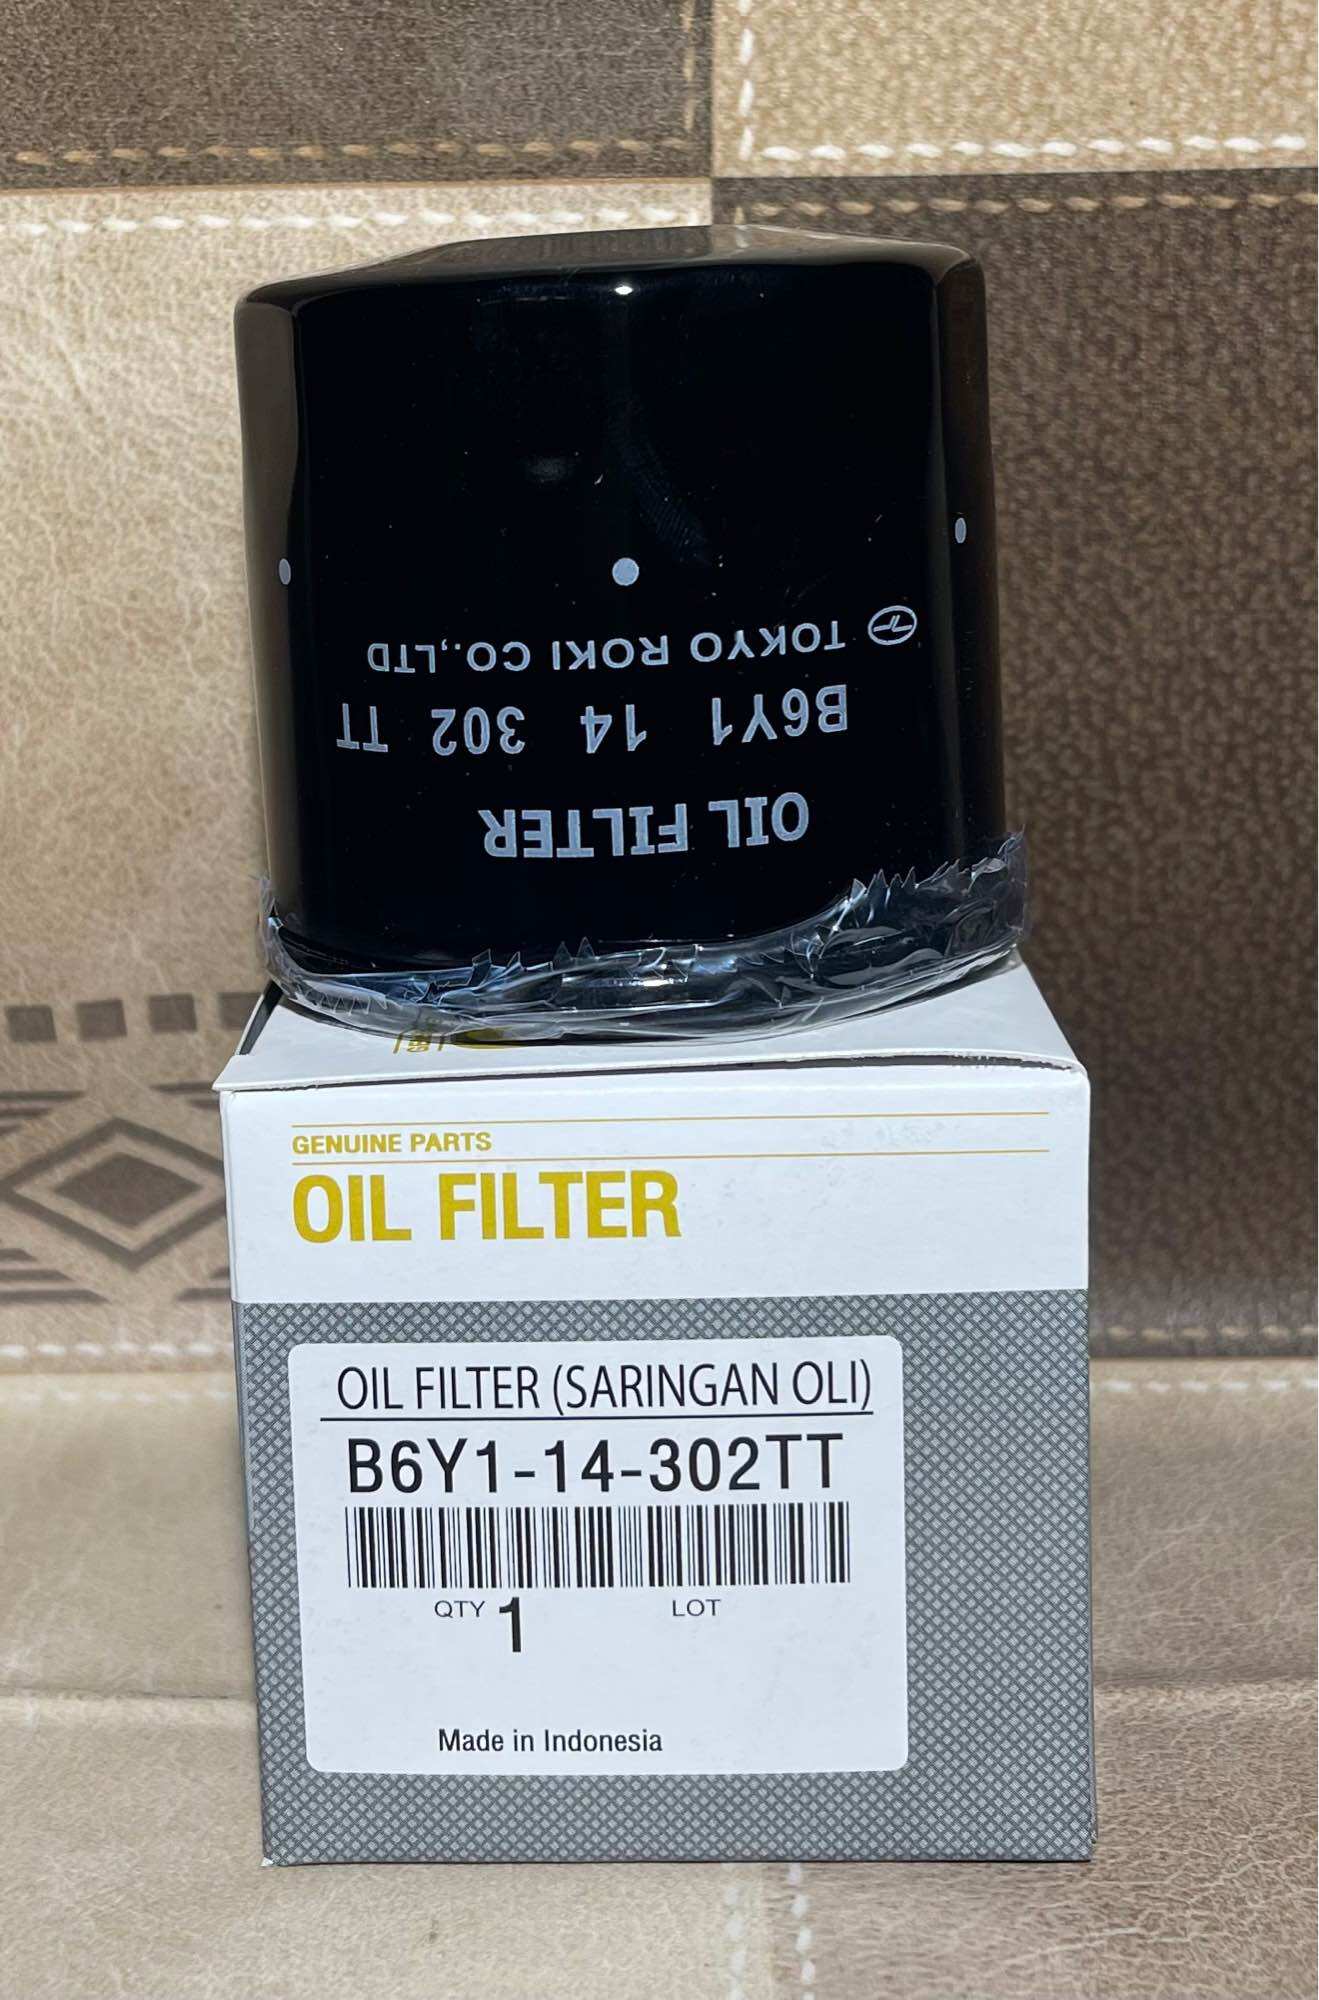 TOKYO ROKI CO.,LTD
B6Y1 14 302 TT
OIL FILTER
GENUINE PARTS
OIL FILTER
OIL FILTER (SARINGAN OLI)
B6Y1-14-302TT
QTY 1 LOT
Made in Indonesia